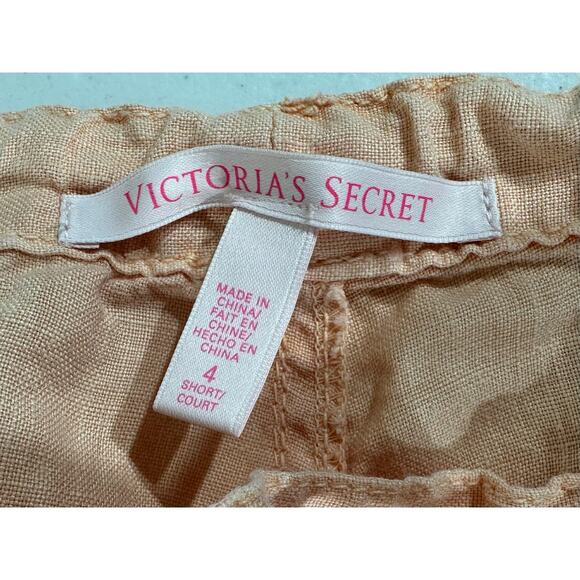 VICTORIA'S SECRET
MADE IN
CHINA/
FAIT EN
CHINE/
HECHO EN
CHINA
4
SHORT/
COURT